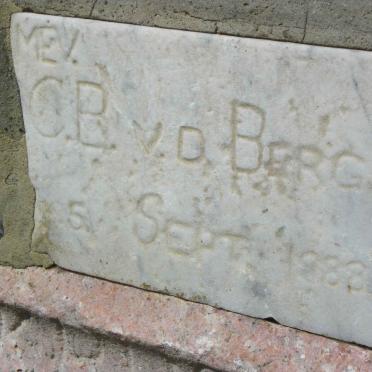 MEV.
C.B. V.D. BERG.
5 SEPT. 1983